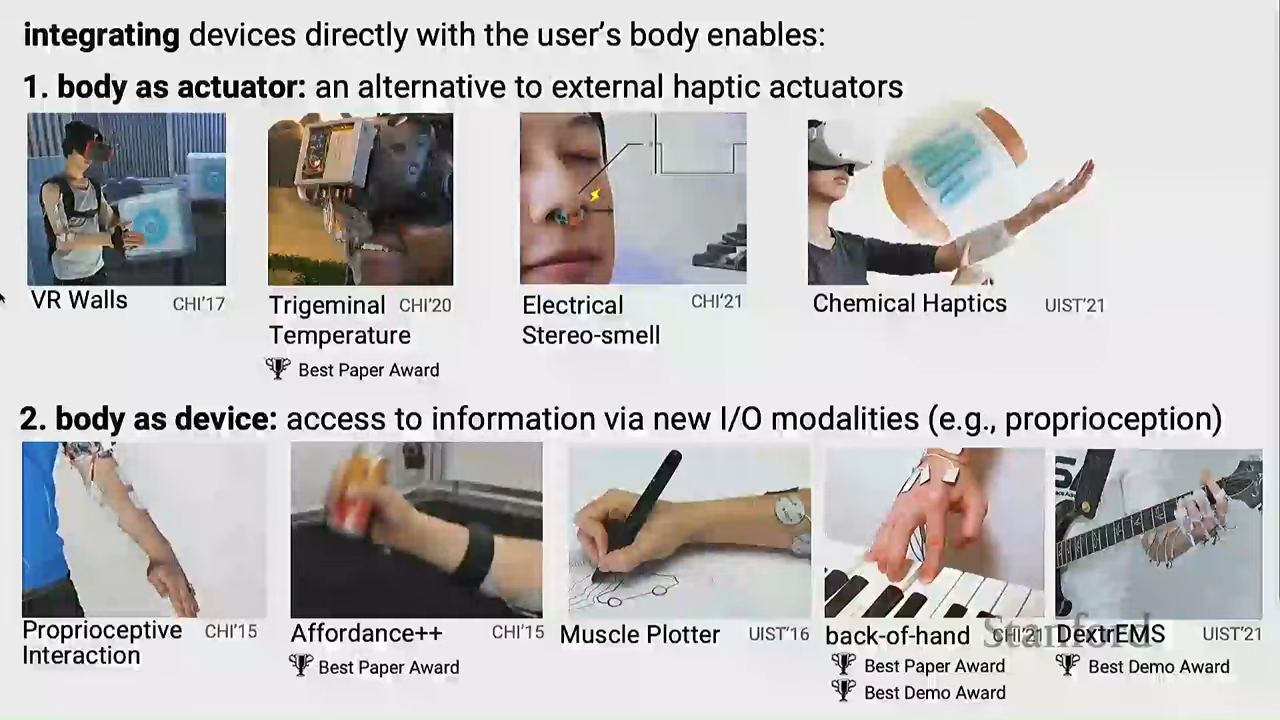 integrating devices directly with the user's body enables:
1. body as actuator: an alternative to external haptic actuators
VR Walls CHI'17
Trigeminal CHI'20
Temperature
Best Paper Award
Electrical CHI'21
Stereo-smell
Chemical Haptics UIST'21
2. body as device: access to information via new I/O modalities (e.g., proprioception)
Proprioceptive CHI'15
Interaction
Affordance++ CHI'15
Best Paper Award
Muscle Plotter UIST'16
back-of-hand CHI'21
Best Paper Award
Best Demo Award
DextrEMS UIST'21
Best Demo Award
Stanford